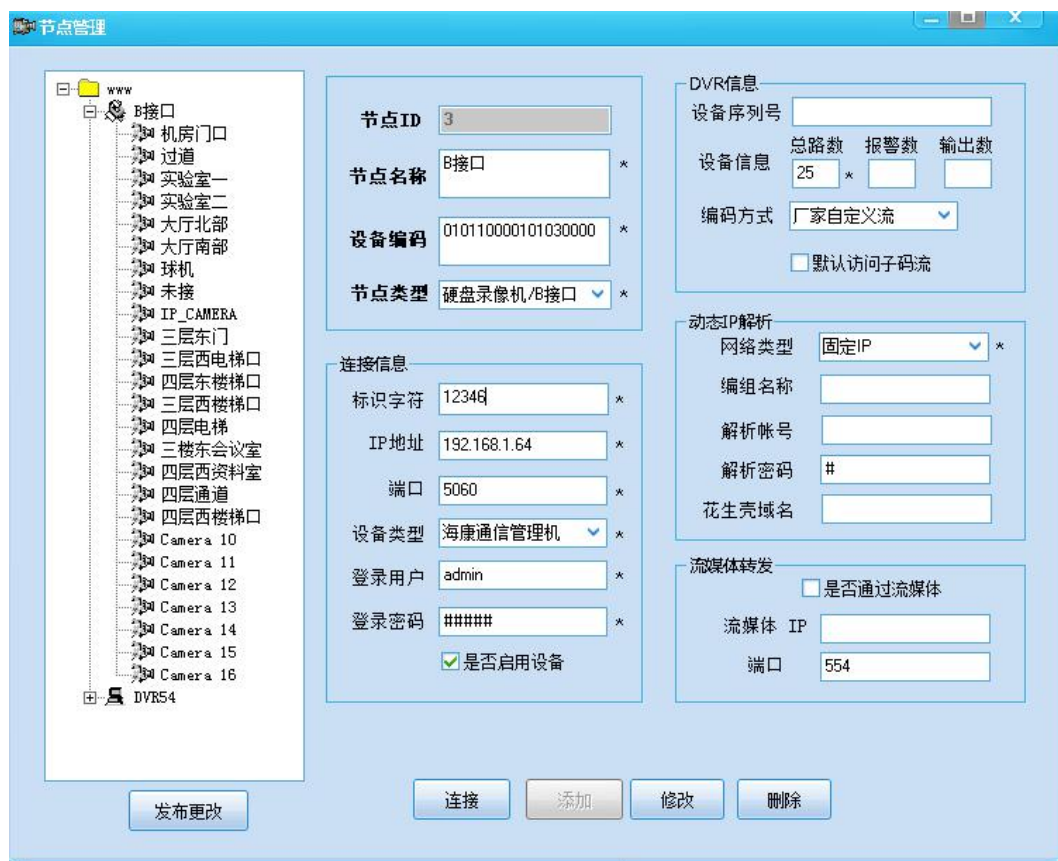 节点管理
www
B接口
机房门口
过道
实验室一
实验室二
大厅北部
大厅南部
球机
未接
IP_CAMERA
三层东门
三层西电梯口
四层东楼梯口
三层西楼梯口
四层电梯
三楼东会议室
四层西资料室
四层通道
四层西楼梯口
Camera 10
Camera 11
Camera 12
Camera 13
Camera 14
Camera 15
Camera 16
DVR54
发布更改
节点ID 3
节点名称 B接口 *
设备编码 010110000101030000 *
节点类型 硬盘录像机/B接口 *
连接信息
标识字符 12346 *
IP地址 192.168.1.64 *
端口 5060 *
设备类型 海康通信管理机 *
登录用户 admin *
登录密码 ##### *
是否启用设备
DVR信息
设备序列号
总路数 报警数 输出数
设备信息 25 *
编码方式 厂家自定义流
默认访问子码流
动态IP解析
网络类型 固定IP *
编组名称
解析帐号
解析密码 #
花生壳域名
流媒体转发
是否通过流媒体
流媒体 IP
端口 554
连接 添加 修改 删除